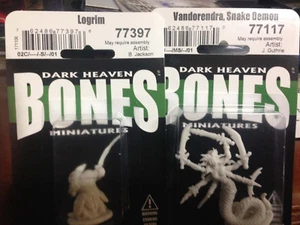 Logrim
77397
May require assembly
Artist:
B. Jackson
DARK HEAVEN
BONES
MINIATURES
Vandorendra, Snake Demon
77117
May require assembly
Artist:
J. Guthrie
DARK HEAVEN
BONES
MINIATURES